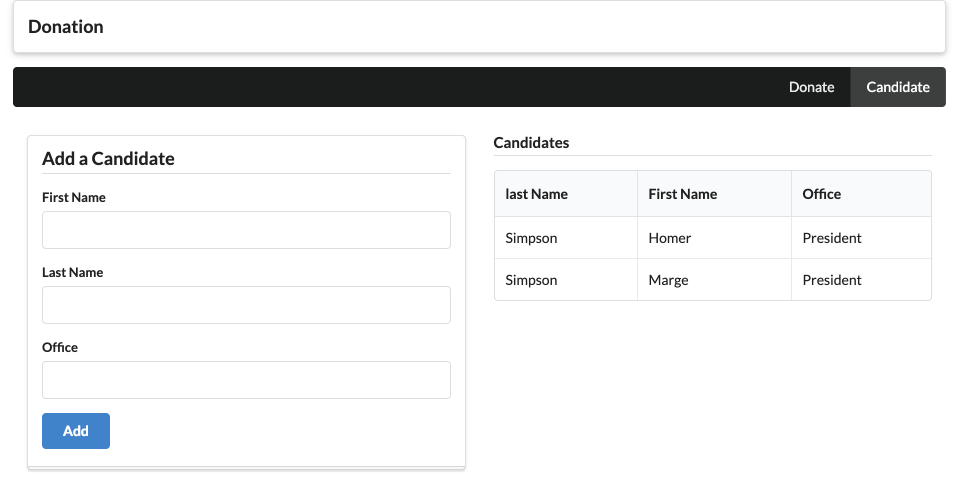 Donation
Donate Candidate
Add a Candidate
First Name
Last Name
Office
Add
Candidates
last Name First Name Office
Simpson Homer President
Simpson Marge President